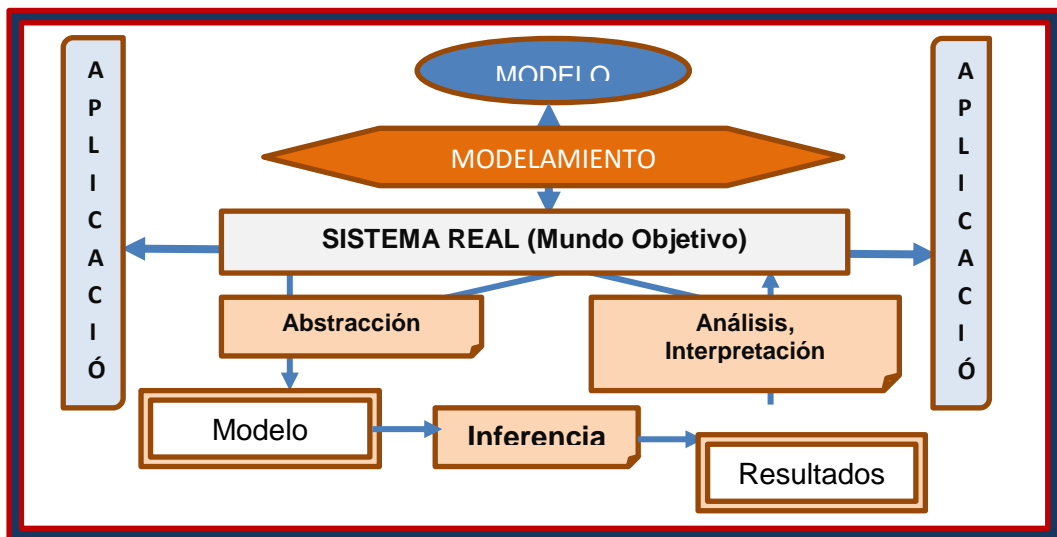 MODELO
MODELAMIENTO
SISTEMA REAL (Mundo Objetivo)
A
P
L
I
C
A
C
I
Ó
A
P
L
I
C
A
C
I
Ó
Abstracción
Análisis,
Interpretación
Modelo
Inferencia
Resultados